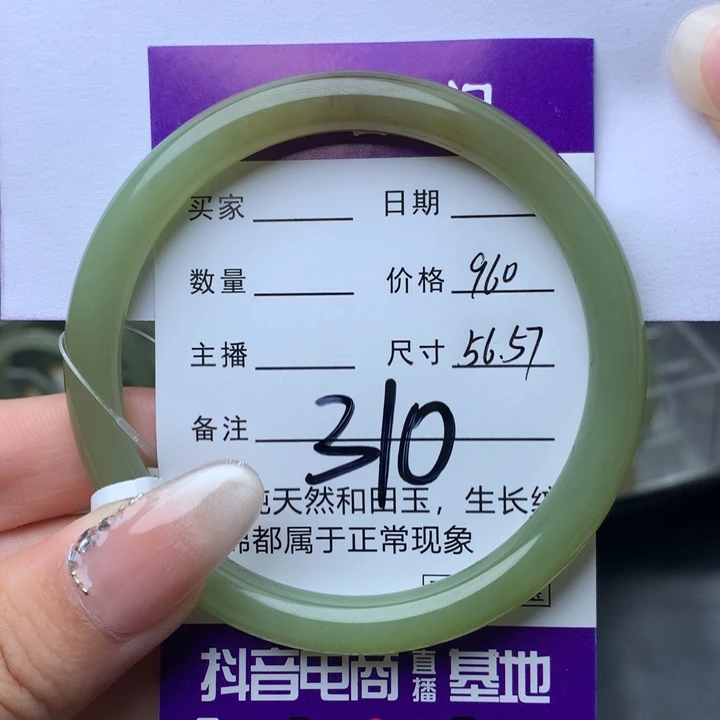 买家 日期
数量 价格 960
主播 尺寸 56.57
备注 310
天然和田玉，生长纹
棉都属于正常现象
抖音电商直播基地